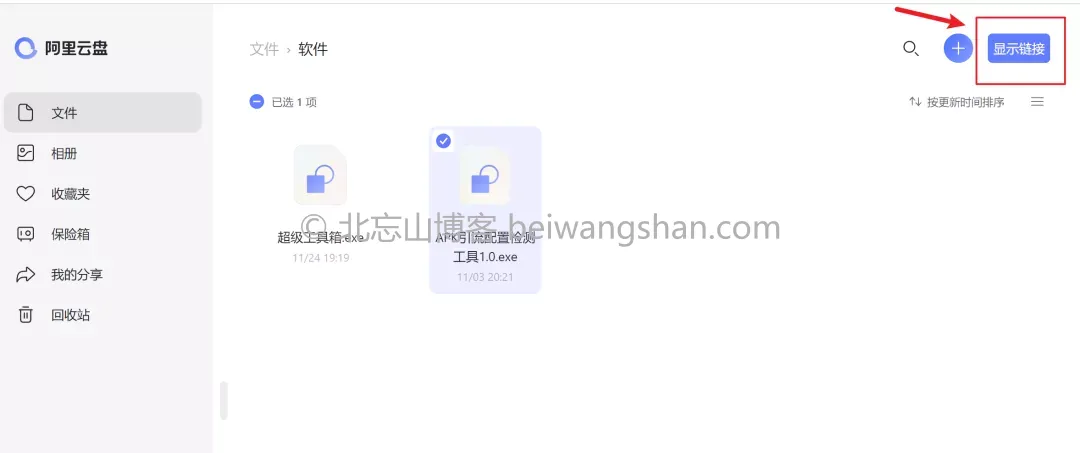 阿里云盘
文件 › 软件
显示链接
已选 1 项
按更新时间排序
文件
相册
收藏夹
保险箱
我的分享
回收站
超级工具箱.exe
11/24 19:19
APK引流配置检测
工具1.0.exe
11/03 20:21
© 北忘山博客 beiwangshan.com